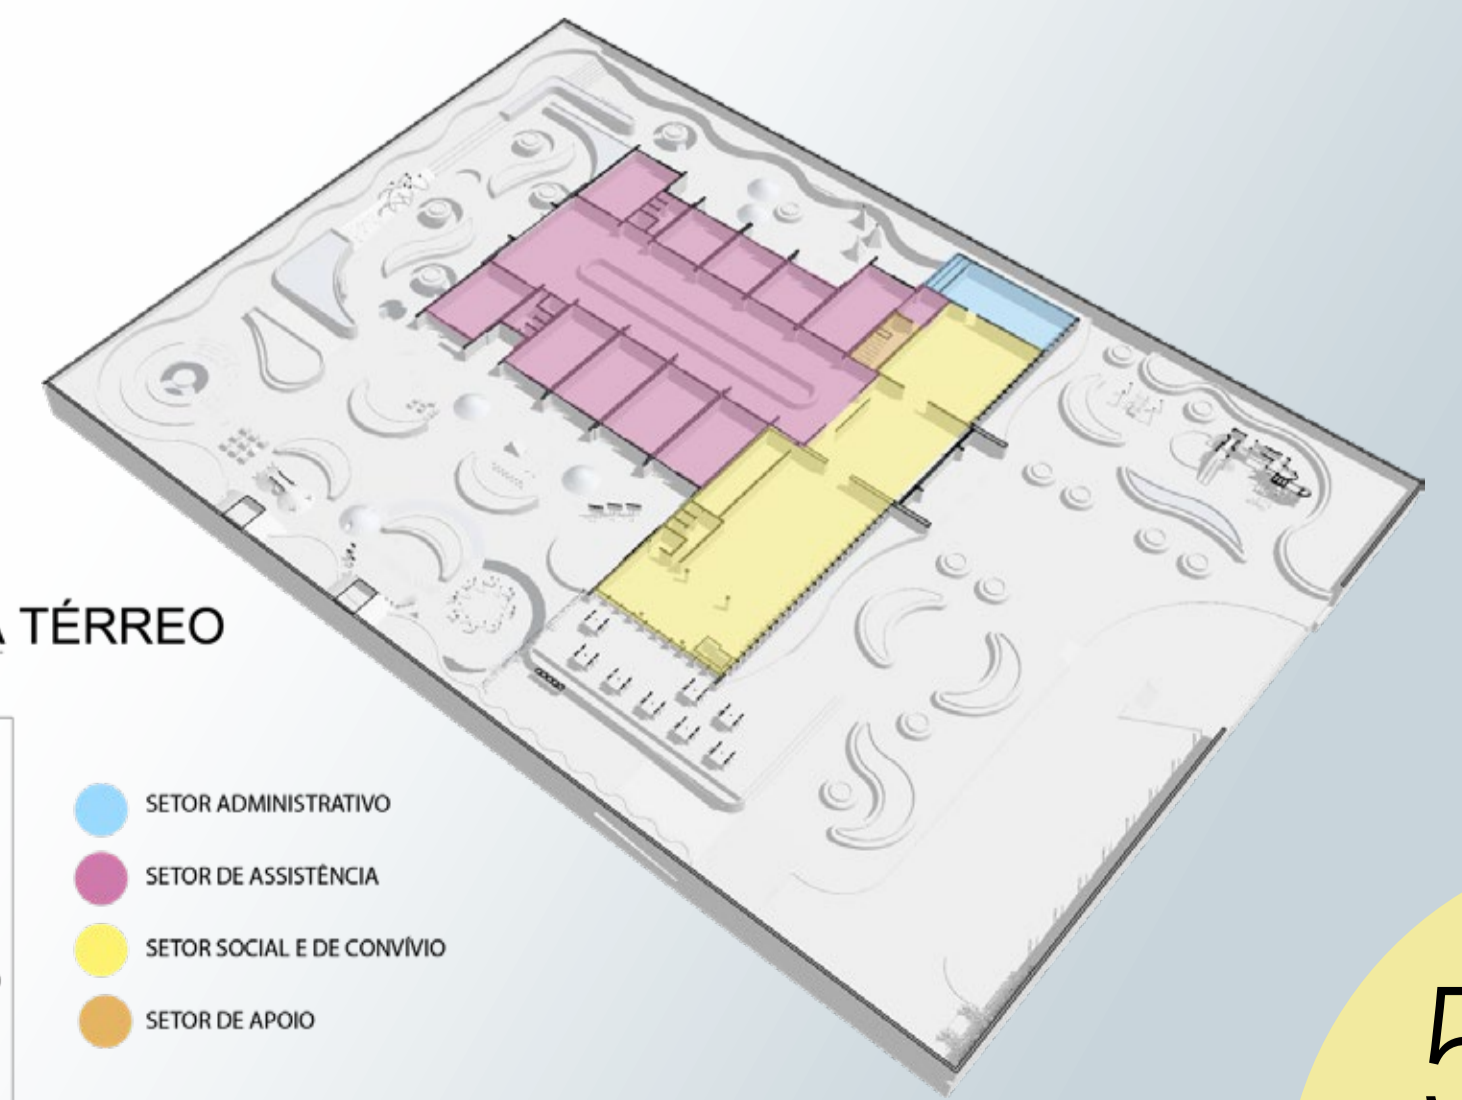 TÉRREO
SETOR ADMINISTRATIVO
SETOR DE ASSISTÊNCIA
SETOR SOCIAL E DE CONVÍVIO
SETOR DE APOIO